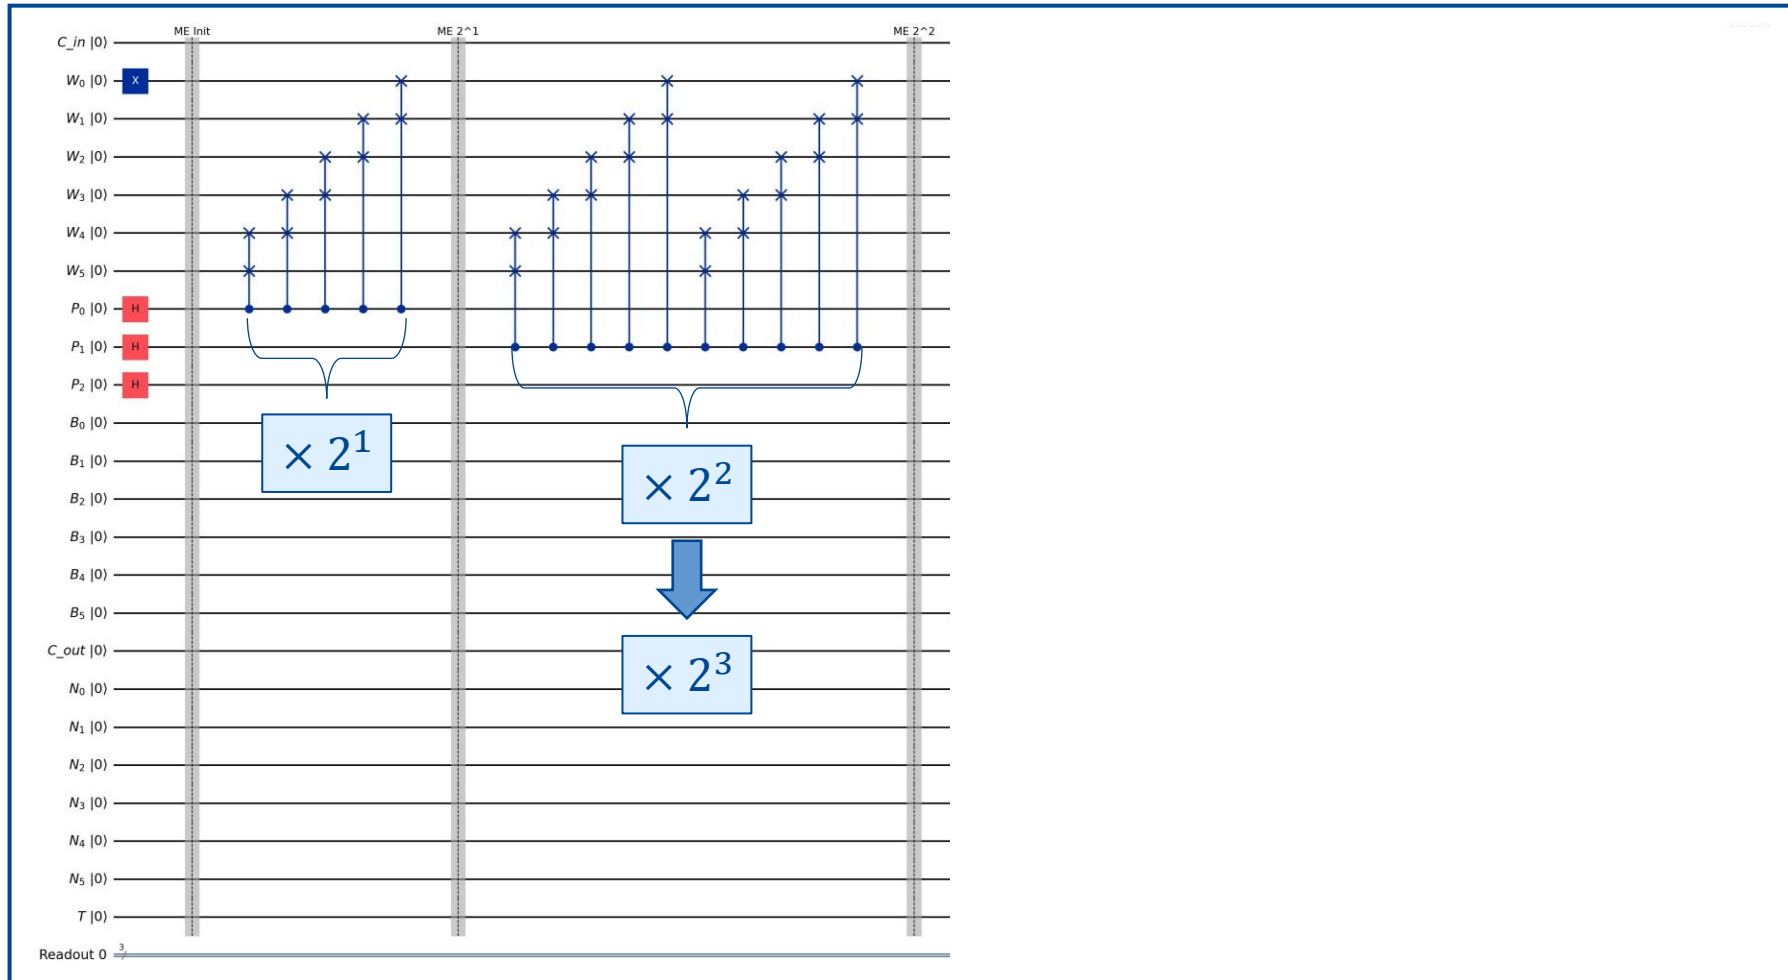 ME Init ME 2^1 ME 2^2
C_in |0⟩
W₀ |0⟩ X
W₁ |0⟩
W₂ |0⟩
W₃ |0⟩
W₄ |0⟩
W₅ |0⟩
P₀ |0⟩ H
P₁ |0⟩ H
P₂ |0⟩ H
B₀ |0⟩
× 2¹
B₁ |0⟩
× 2²
B₂ |0⟩
B₃ |0⟩
B₄ |0⟩
B₅ |0⟩
C_out |0⟩
× 2³
N₀ |0⟩
N₁ |0⟩
N₂ |0⟩
N₃ |0⟩
N₄ |0⟩
N₅ |0⟩
T |0⟩
Readout 0 3